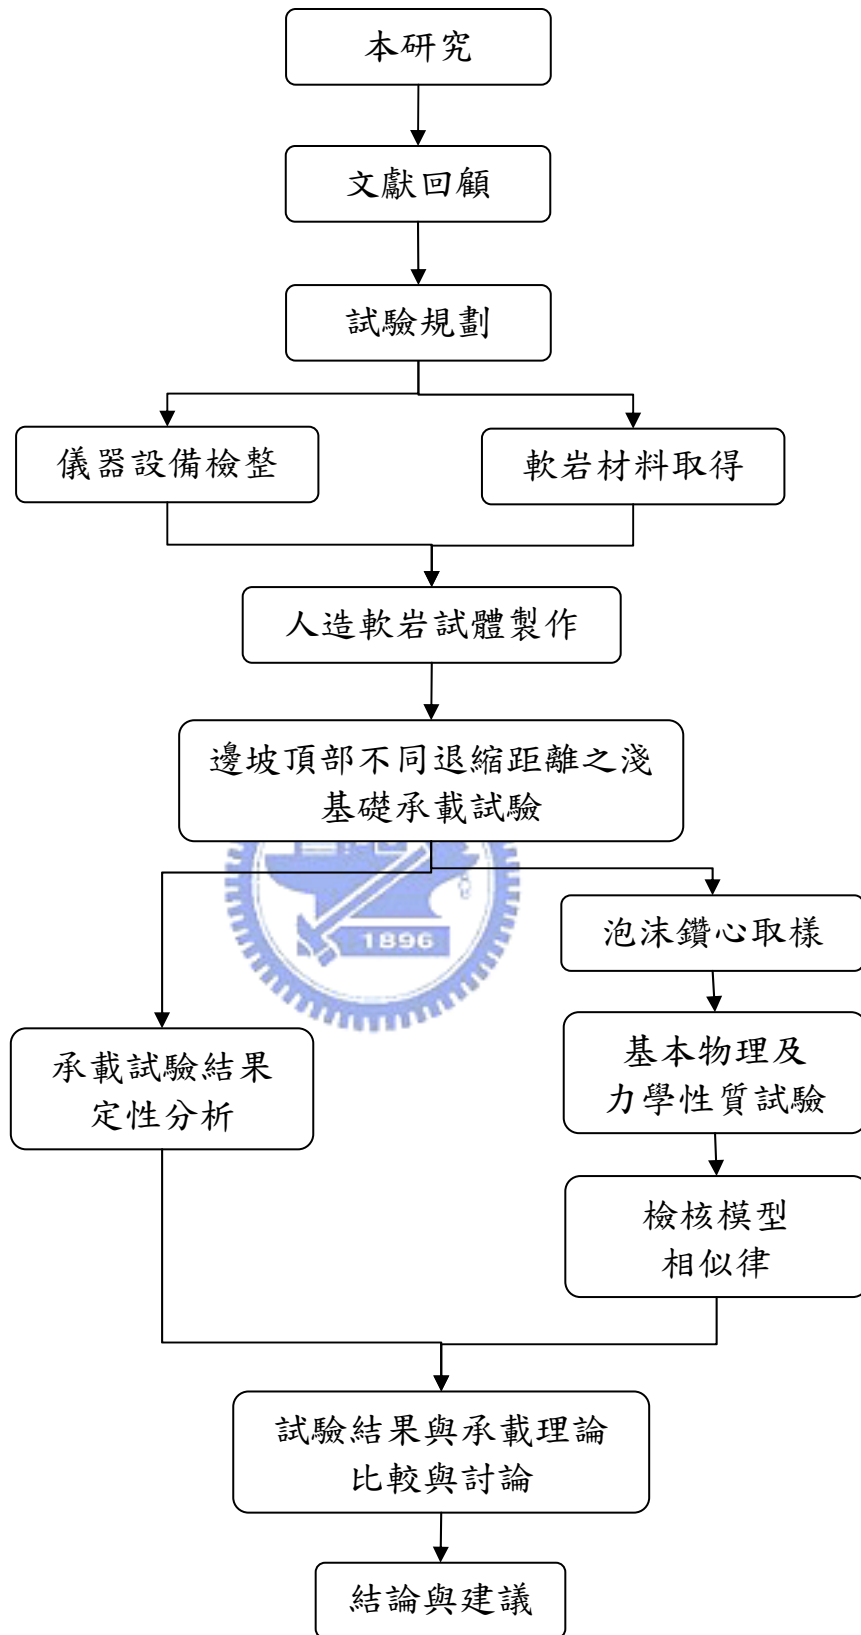 本研究
文獻回顧
試驗規劃
儀器設備檢整
軟岩材料取得
人造軟岩試體製作
邊坡頂部不同退縮距離之淺
基礎承載試驗
1896
泡沫鑽心取樣
承載試驗結果
定性分析
基本物理及
力學性質試驗
檢核模型
相似律
試驗結果與承載理論
比較與討論
結論與建議